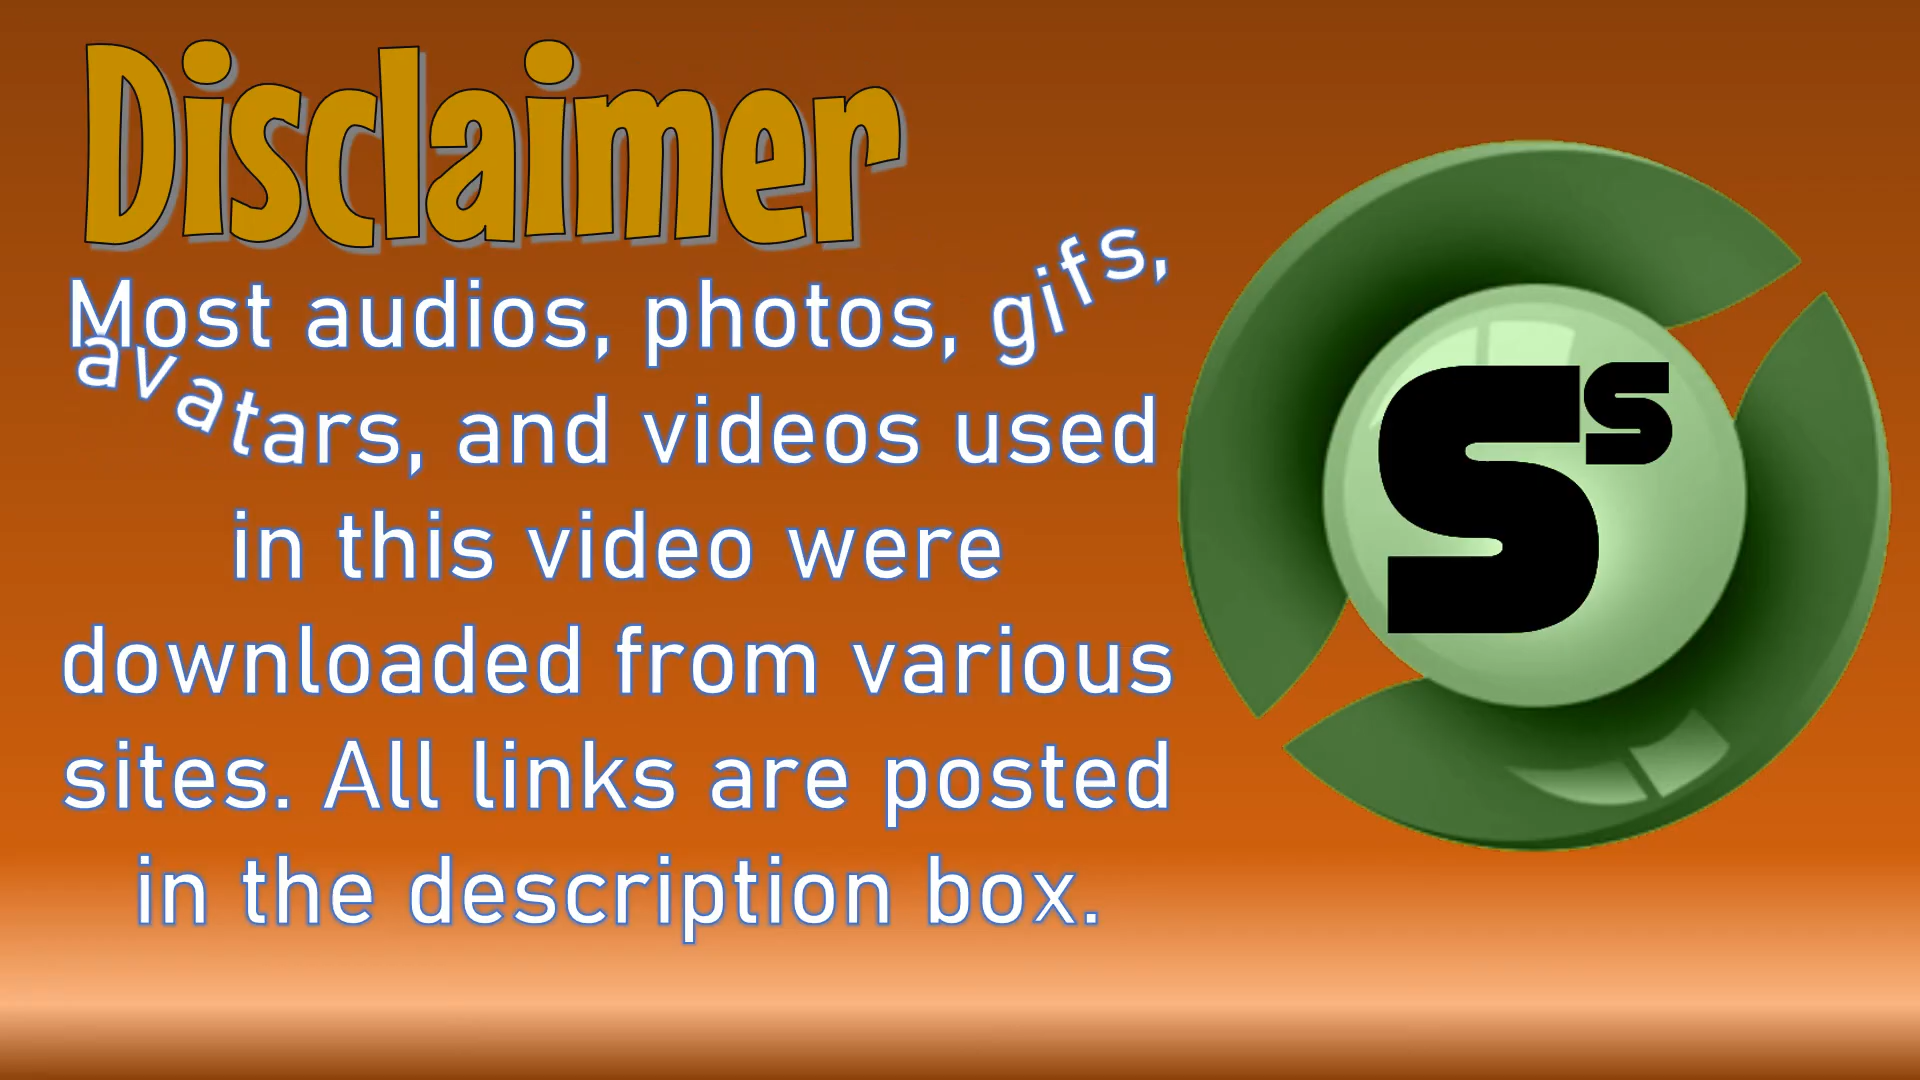 Disclaimer
Most audios, photos, gifs,
avatars, and videos used
in this video were
downloaded from various
sites. All links are posted
in the description box.
Ss